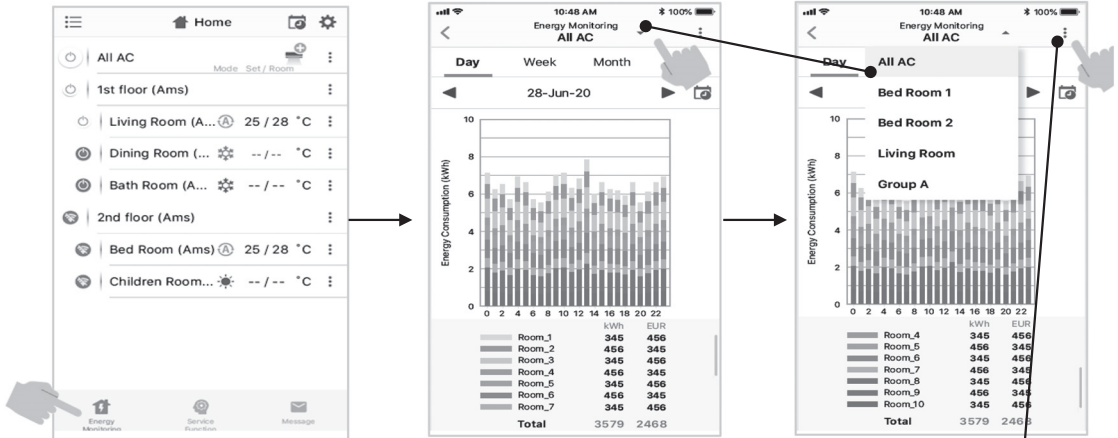 Home
All AC
Mode Set / Room
1st floor (Ams)
Living Room (A... A 25 / 28 °C
Dining Room (... -- / -- °C
Bath Room (A... -- / -- °C
2nd floor (Ams)
Bed Room (Ams) A 25 / 28 °C
Children Room... -- / -- °C
Energy
Monitoring
Service
Function
Message
10:48 AM 100%
Energy Monitoring
All AC
Day Week Month
28-Jun-20
Energy Consumption (kWh)
10
8
6
4
2
0
0 2 4 6 8 10 12 14 16 18 20 22
kWh EUR
Room_1 345 456
Room_2 456 345
Room_3 345 456
Room_4 456 345
Room_5 345 456
Room_6 456 345
Room_7 345 456
Total 3579 2468
10:48 AM 100%
Energy Monitoring
All AC
Day
All AC
Bed Room 1
Bed Room 2
Living Room
Group A
Energy Consumption (kWh)
10
8
6
4
2
0
0 2 4 6 8 10 12 14 16 18 20 22
kWh EUR
Room_4 345 456
Room_5 456 345
Room_6 345 456
Room_7 456 345
Room_8 345 456
Room_9 456 345
Room_10 345 456
Total 3579 2468